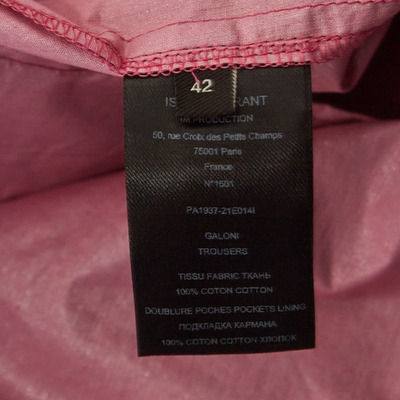 42
IS RANT
IM PRODUCTION
50, rue Croix des Petits Champs
75001 Paris
France
N°1501
PA1937-21E014I
GALONI
TROUSERS
TISSU FABRIC ТКАНЬ
100% COTON COTTON
DOUBLURE POCHES POCKETS LINING
ПОДКЛАДКА КАРМАНА
100% COTON COTTON ХЛОПОК